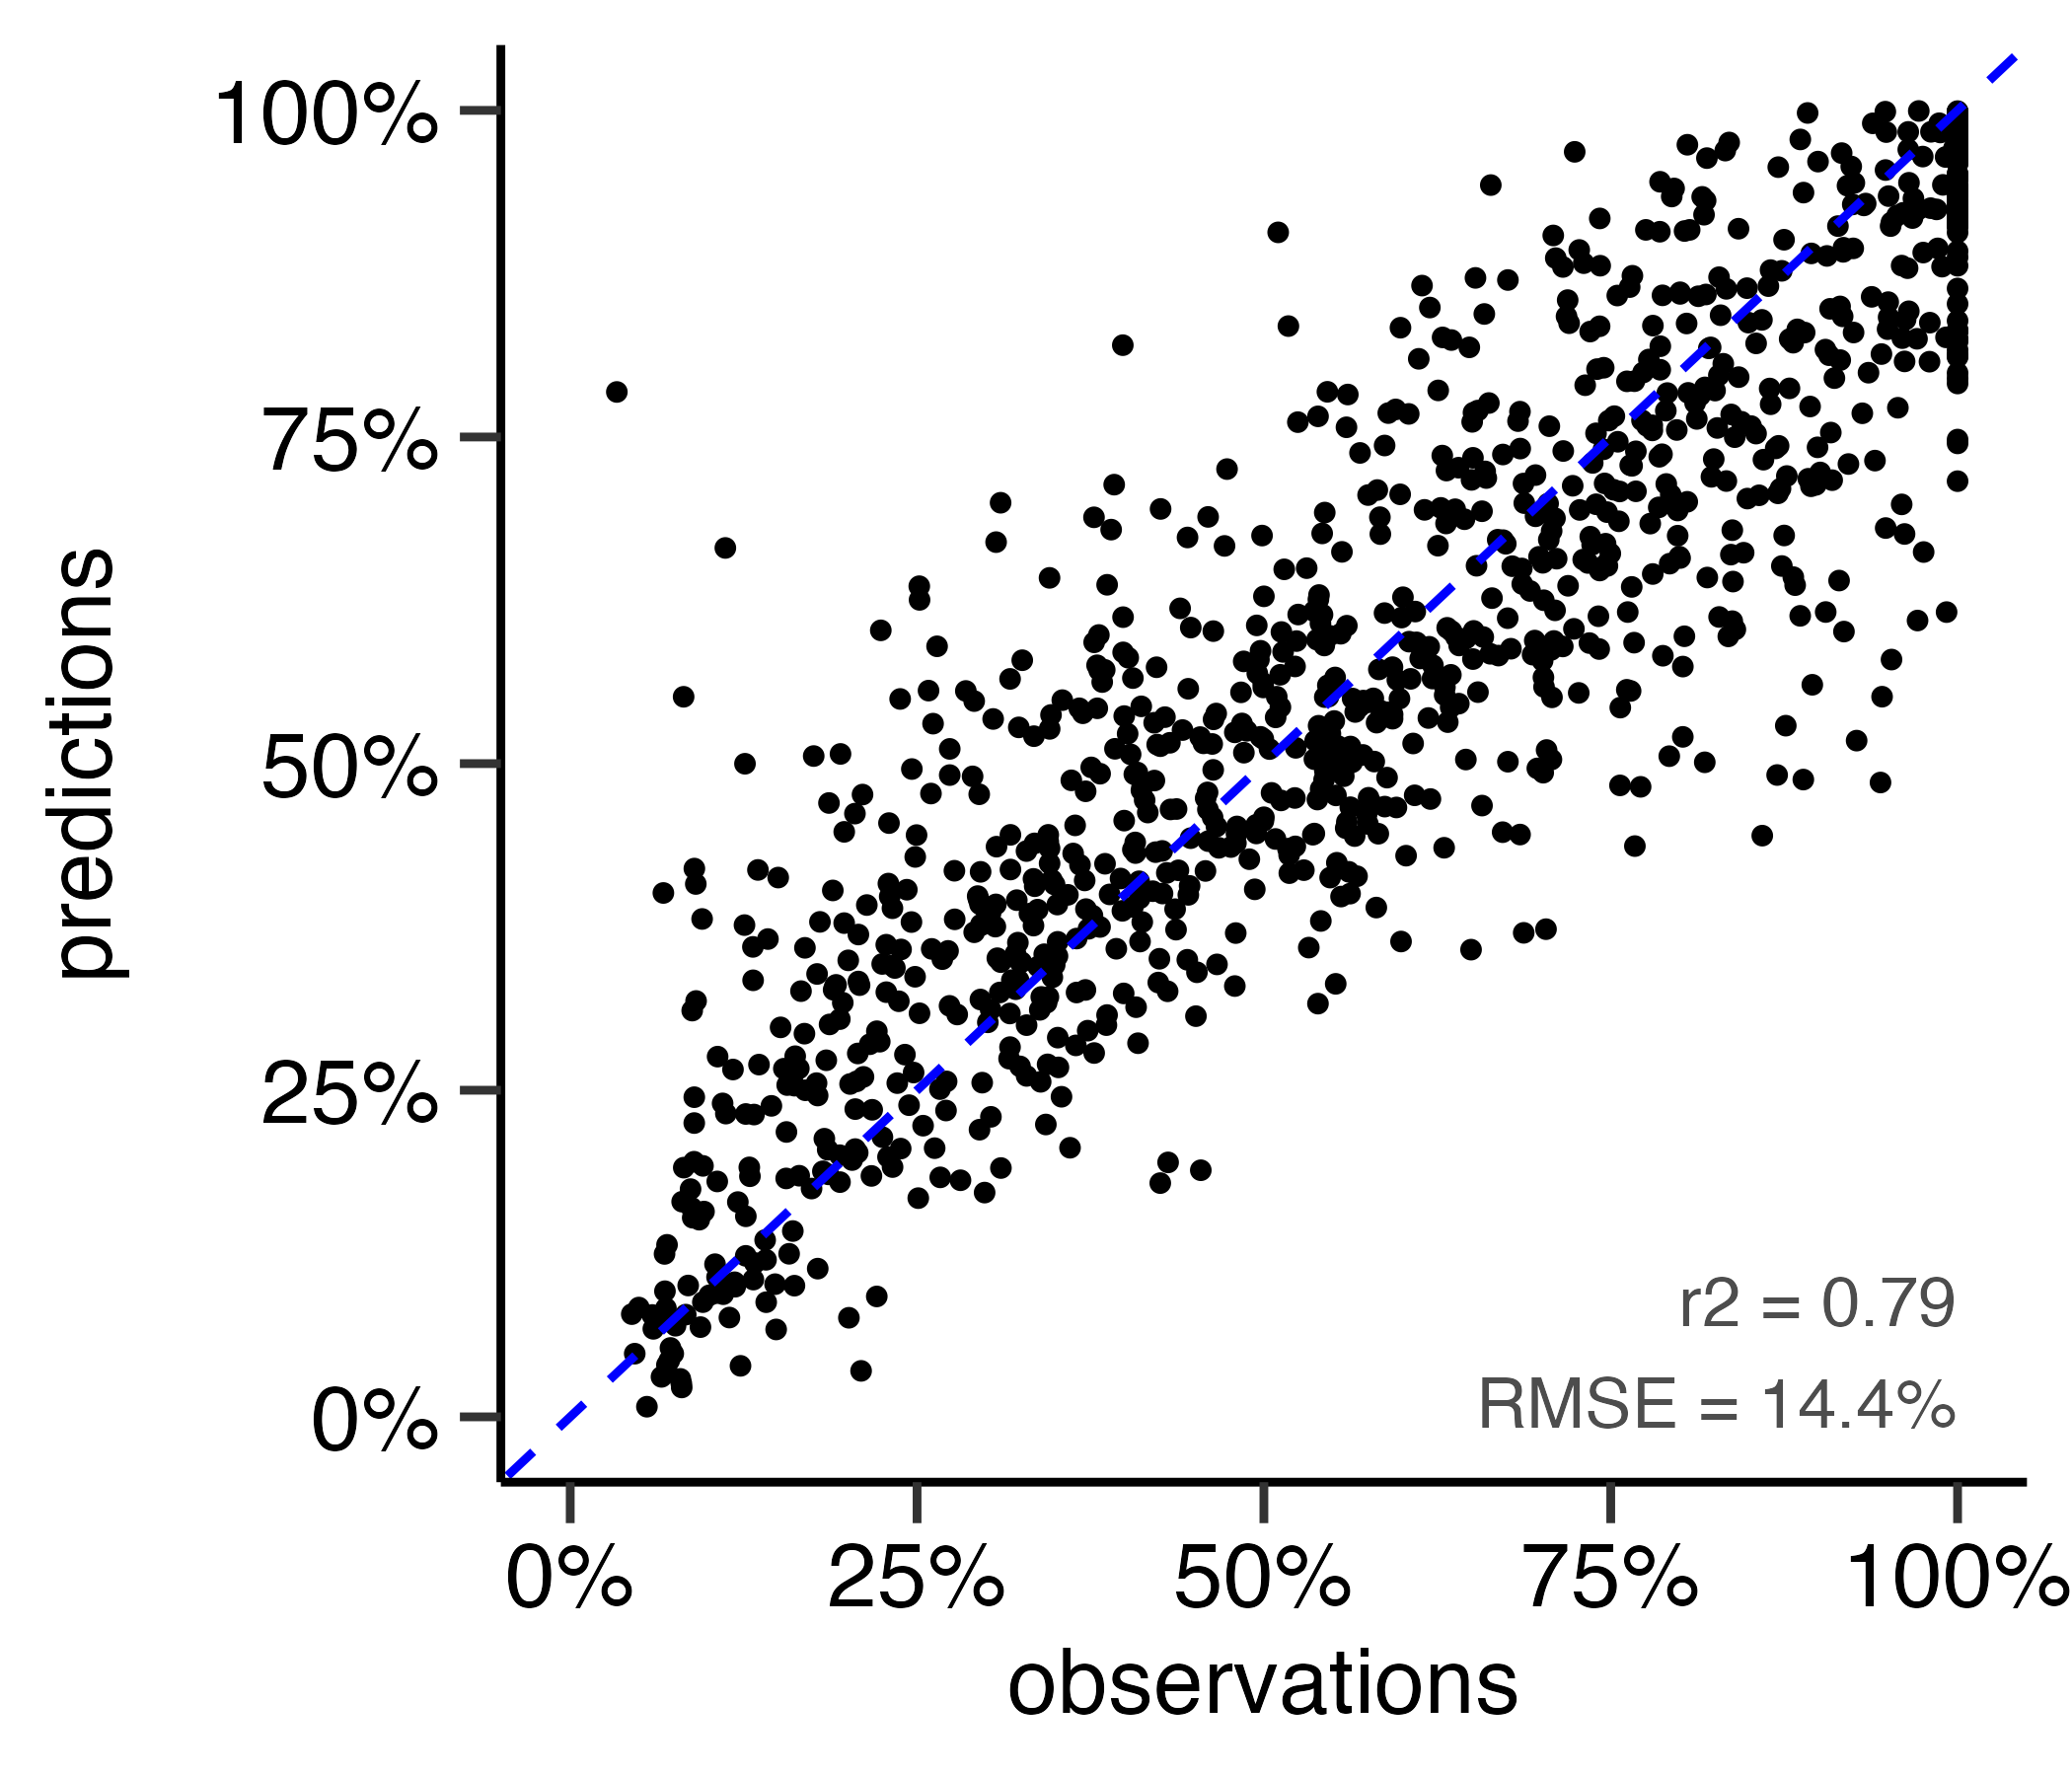 100%
75%
50%
25%
0%
predictions
r2 = 0.79
RMSE = 14.4%
0% 25% 50% 75% 100%
observations